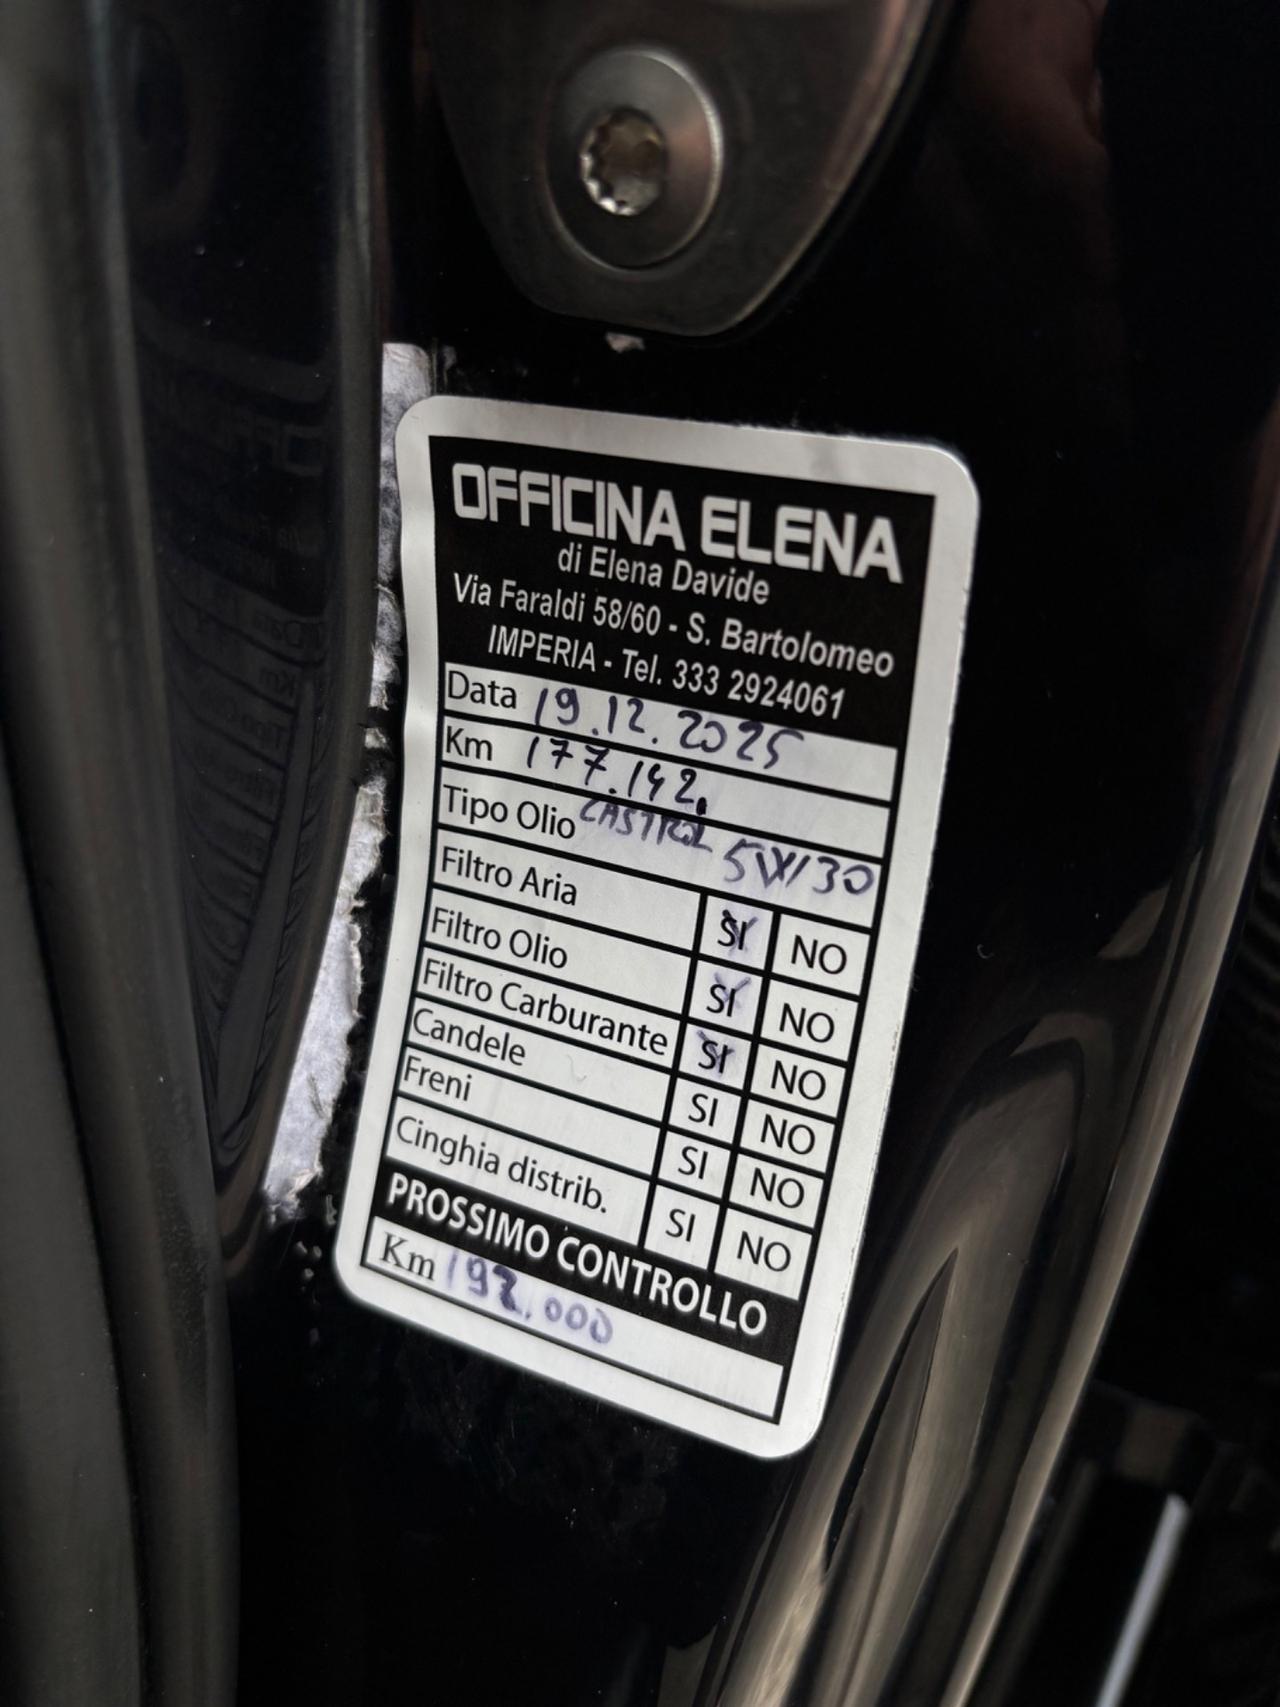 OFFICINA ELENA
di Elena Davide
Via Faraldi 58/60 - S. Bartolomeo
IMPERIA - Tel. 333 2924061
Data 19.12.2025
Km 177.142.
Tipo Olio CASTROL 5W/30
Filtro Aria SI NO
Filtro Olio SI NO
Filtro Carburante SI NO
Candele SI NO
Freni SI NO
Cinghia distrib. SI NO
PROSSIMO CONTROLLO
Km 192.000